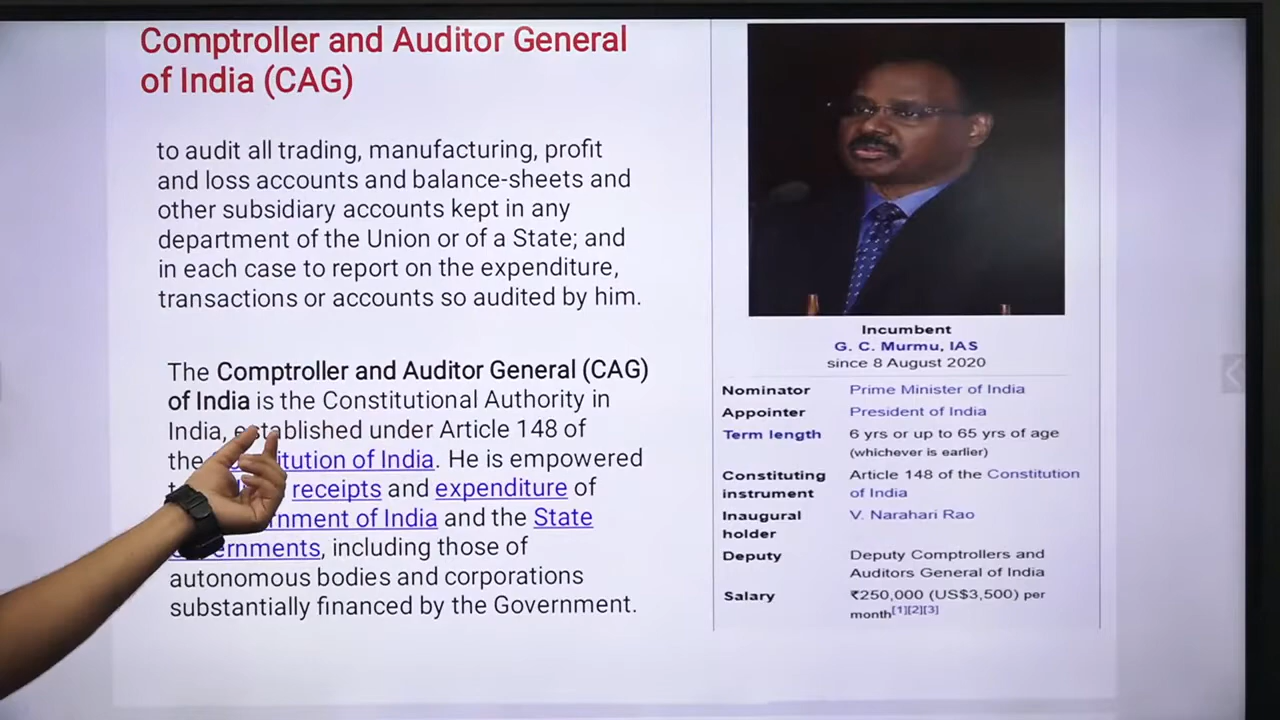 Comptroller and Auditor General
of India (CAG)
to audit all trading, manufacturing, profit
and loss accounts and balance-sheets and
other subsidiary accounts kept in any
department of the Union or of a State; and
in each case to report on the expenditure,
transactions or accounts so audited by him.
The Comptroller and Auditor General (CAG)
of India is the Constitutional Authority in
India, established under Article 148 of
the itution of India. He is empowered
receipts and expenditure of
nment of India and the State
ernments, including those of
autonomous bodies and corporations
substantially financed by the Government.
Incumbent
G. C. Murmu, IAS
since 8 August 2020
Nominator Prime Minister of India
Appointer President of India
Term length 6 yrs or up to 65 yrs of age
(whichever is earlier)
Constituting Article 148 of the Constitution
instrument of India
Inaugural V. Narahari Rao
holder
Deputy Deputy Comptrollers and
Auditors General of India
Salary ₹250,000 (US$3,500) per
month[1][2][3]